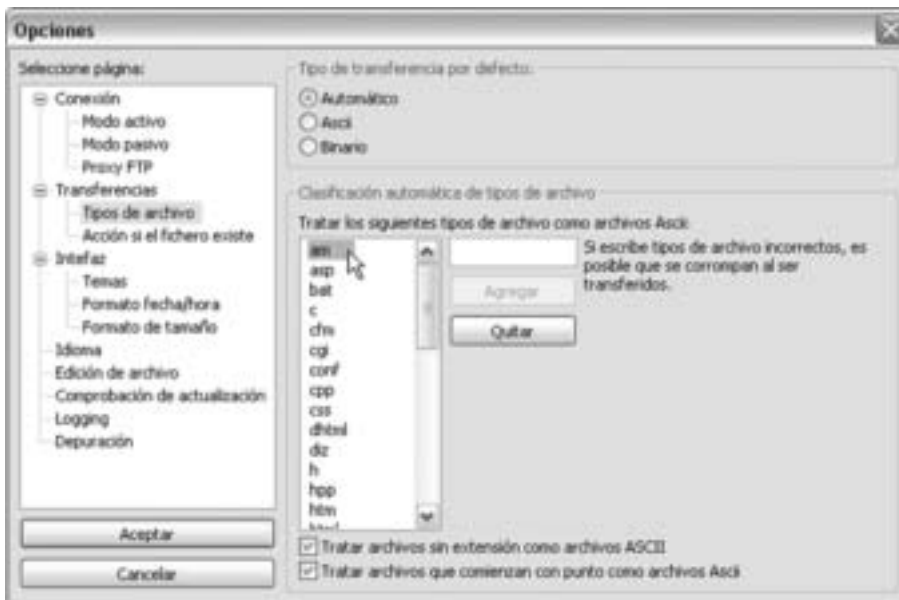 Opciones
Seleccione página:
Conexión
Modo activo
Modo pasivo
Proxy FTP
Transferencias
Tipos de archivo
Acción si el fichero existe
Intefaz
Temas
Formato fecha/hora
Formato de tamaño
Idioma
Edición de archivo
Comprobación de actualización
Logging
Depuración
Aceptar
Cancelar
Tipo de transferencia por defecto:
Automático
Ascii
Binario
Clasificación automática de tipos de archivo
Tratar los siguientes tipos de archivo como archivos Ascii:
am
asp
bat
c
cfm
cgi
conf
cpp
css
dhtml
diz
h
hpp
htm
html
Si escribe tipos de archivo incorrectos, es
posible que se corrompan al ser
transferidos.
Agregar
Quitar
Tratar archivos sin extensión como archivos ASCII
Tratar archivos que comienzan con punto como archivos Ascii